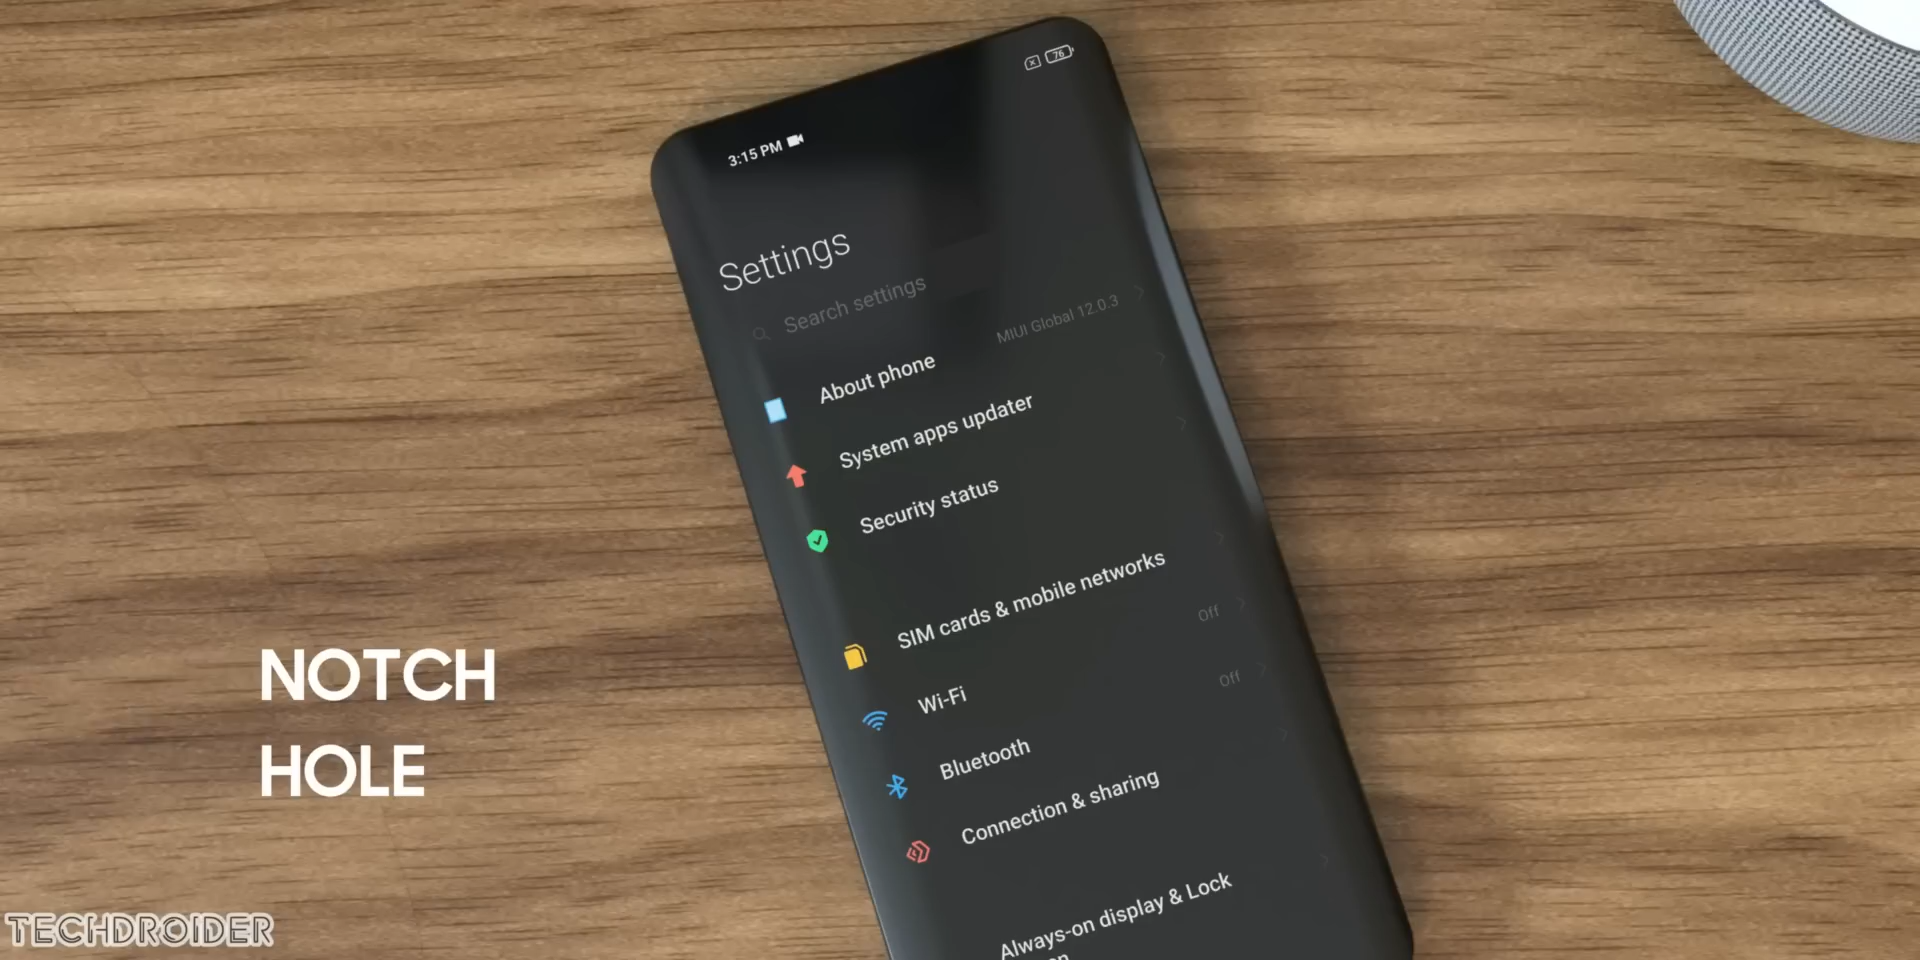 3:15 PM
76
Settings
Search settings
About phone
MIUI Global 12.0.3
System apps updater
Security status
SIM cards & mobile networks
Wi-Fi
Off
Bluetooth
Off
Connection & sharing
Always-on display & Lock
NOTCH
HOLE
TECHDROIDER